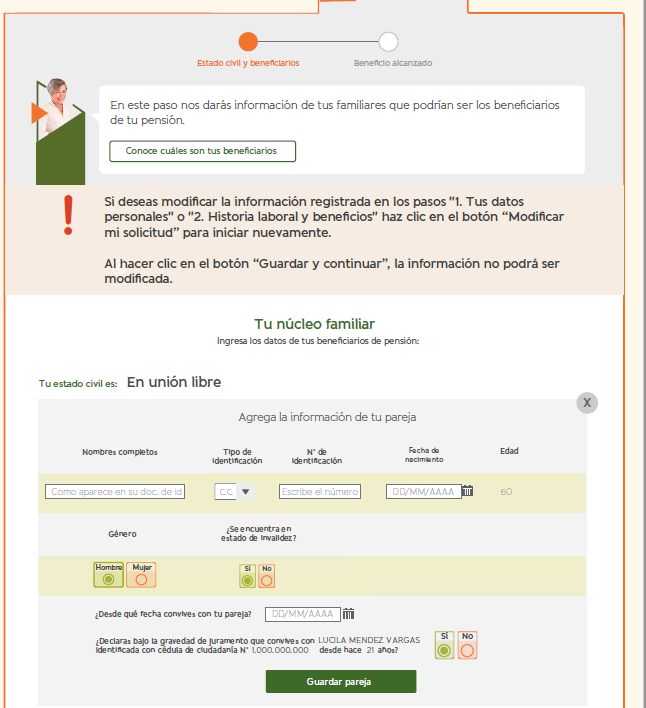 Estado civil y beneficiarios
Beneficio alcanzado
En este paso nos darás información de tus familiares que podrían ser los beneficiarios
de tu pensión.
Conoce cuáles son tus beneficiarios
!
Si deseas modificar la información registrada en los pasos "1. Tus datos
personales" o "2. Historia laboral y beneficios" haz clic en el botón “Modificar
mi solicitud” para iniciar nuevamente.
Al hacer clic en el botón “Guardar y continuar”, la información no podrá ser
modificada.
Tu núcleo familiar
Ingresa los datos de tus beneficiarios de pensión:
Tu estado civil es: En unión libre
X
Agrega la información de tu pareja
Nombres completos
Tipo de
identificación
N° de
identificación
Fecha de
nacimiento
Edad
Como aparece en su doc. de id
C.C.
Escribe el número
DD/MM/AAAA
60
Género
¿Se encuentra en
estado de invalidez?
Hombre
Mujer
Sí
No
¿Desde qué fecha convives con tu pareja? DD/MM/AAAA
¿Declaras bajo la gravedad de juramento que convives con LUCILA MENDEZ VARGAS
identificada con cédula de ciudadanía N° 1.000.000.000 desde hace 21 años?
Sí
No
Guardar pareja